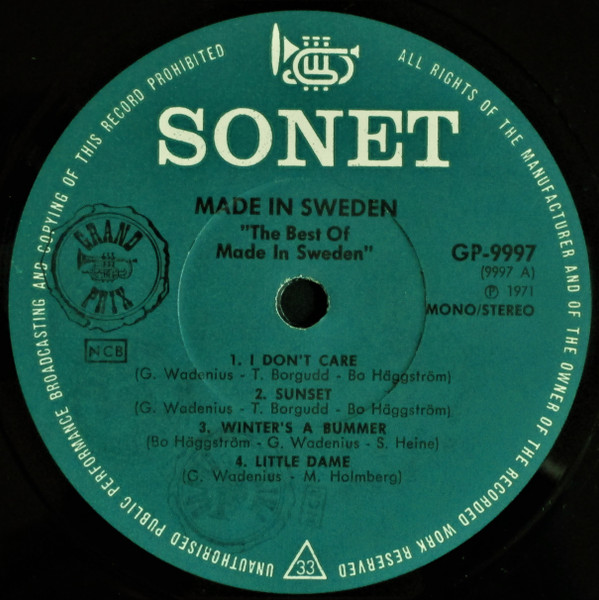 UNAUTHORISED PUBLIC PERFORMANCE BROADCASTING AND COPYING OF THIS RECORD PROHIBITED
ALL RIGHTS OF THE MANUFACTURER AND OF THE OWNER OF THE RECORDED WORK RESERVED
SONET
MADE IN SWEDEN
"The Best Of
Made In Sweden"
GP-9997
(9997 A)
Ⓟ 1971
MONO/STEREO
GRAND
PRIX
NCB
1. I DON'T CARE
(G. Wadenius - T. Borgudd - Bo Häggström)
2. SUNSET
(G. Wadenius - T. Borgudd - Bo Häggström)
3. WINTER'S A BUMMER
(Bo Häggström - G. Wadenius - S. Heine)
4. LITTLE DAME
(G. Wadenius - M. Holmberg)
33